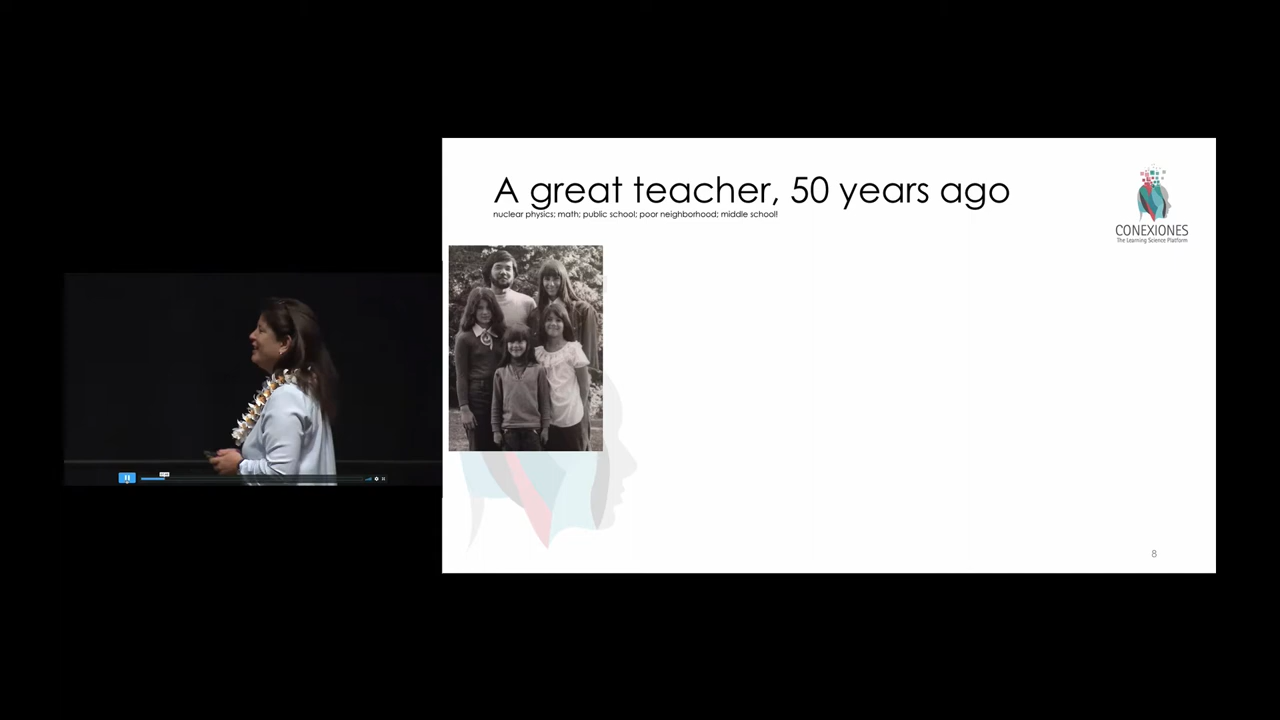 A great teacher, 50 years ago
nuclear physics; math; public school; poor neighborhood; middle school!
CONEXIONES
The Learning Science Platform
8